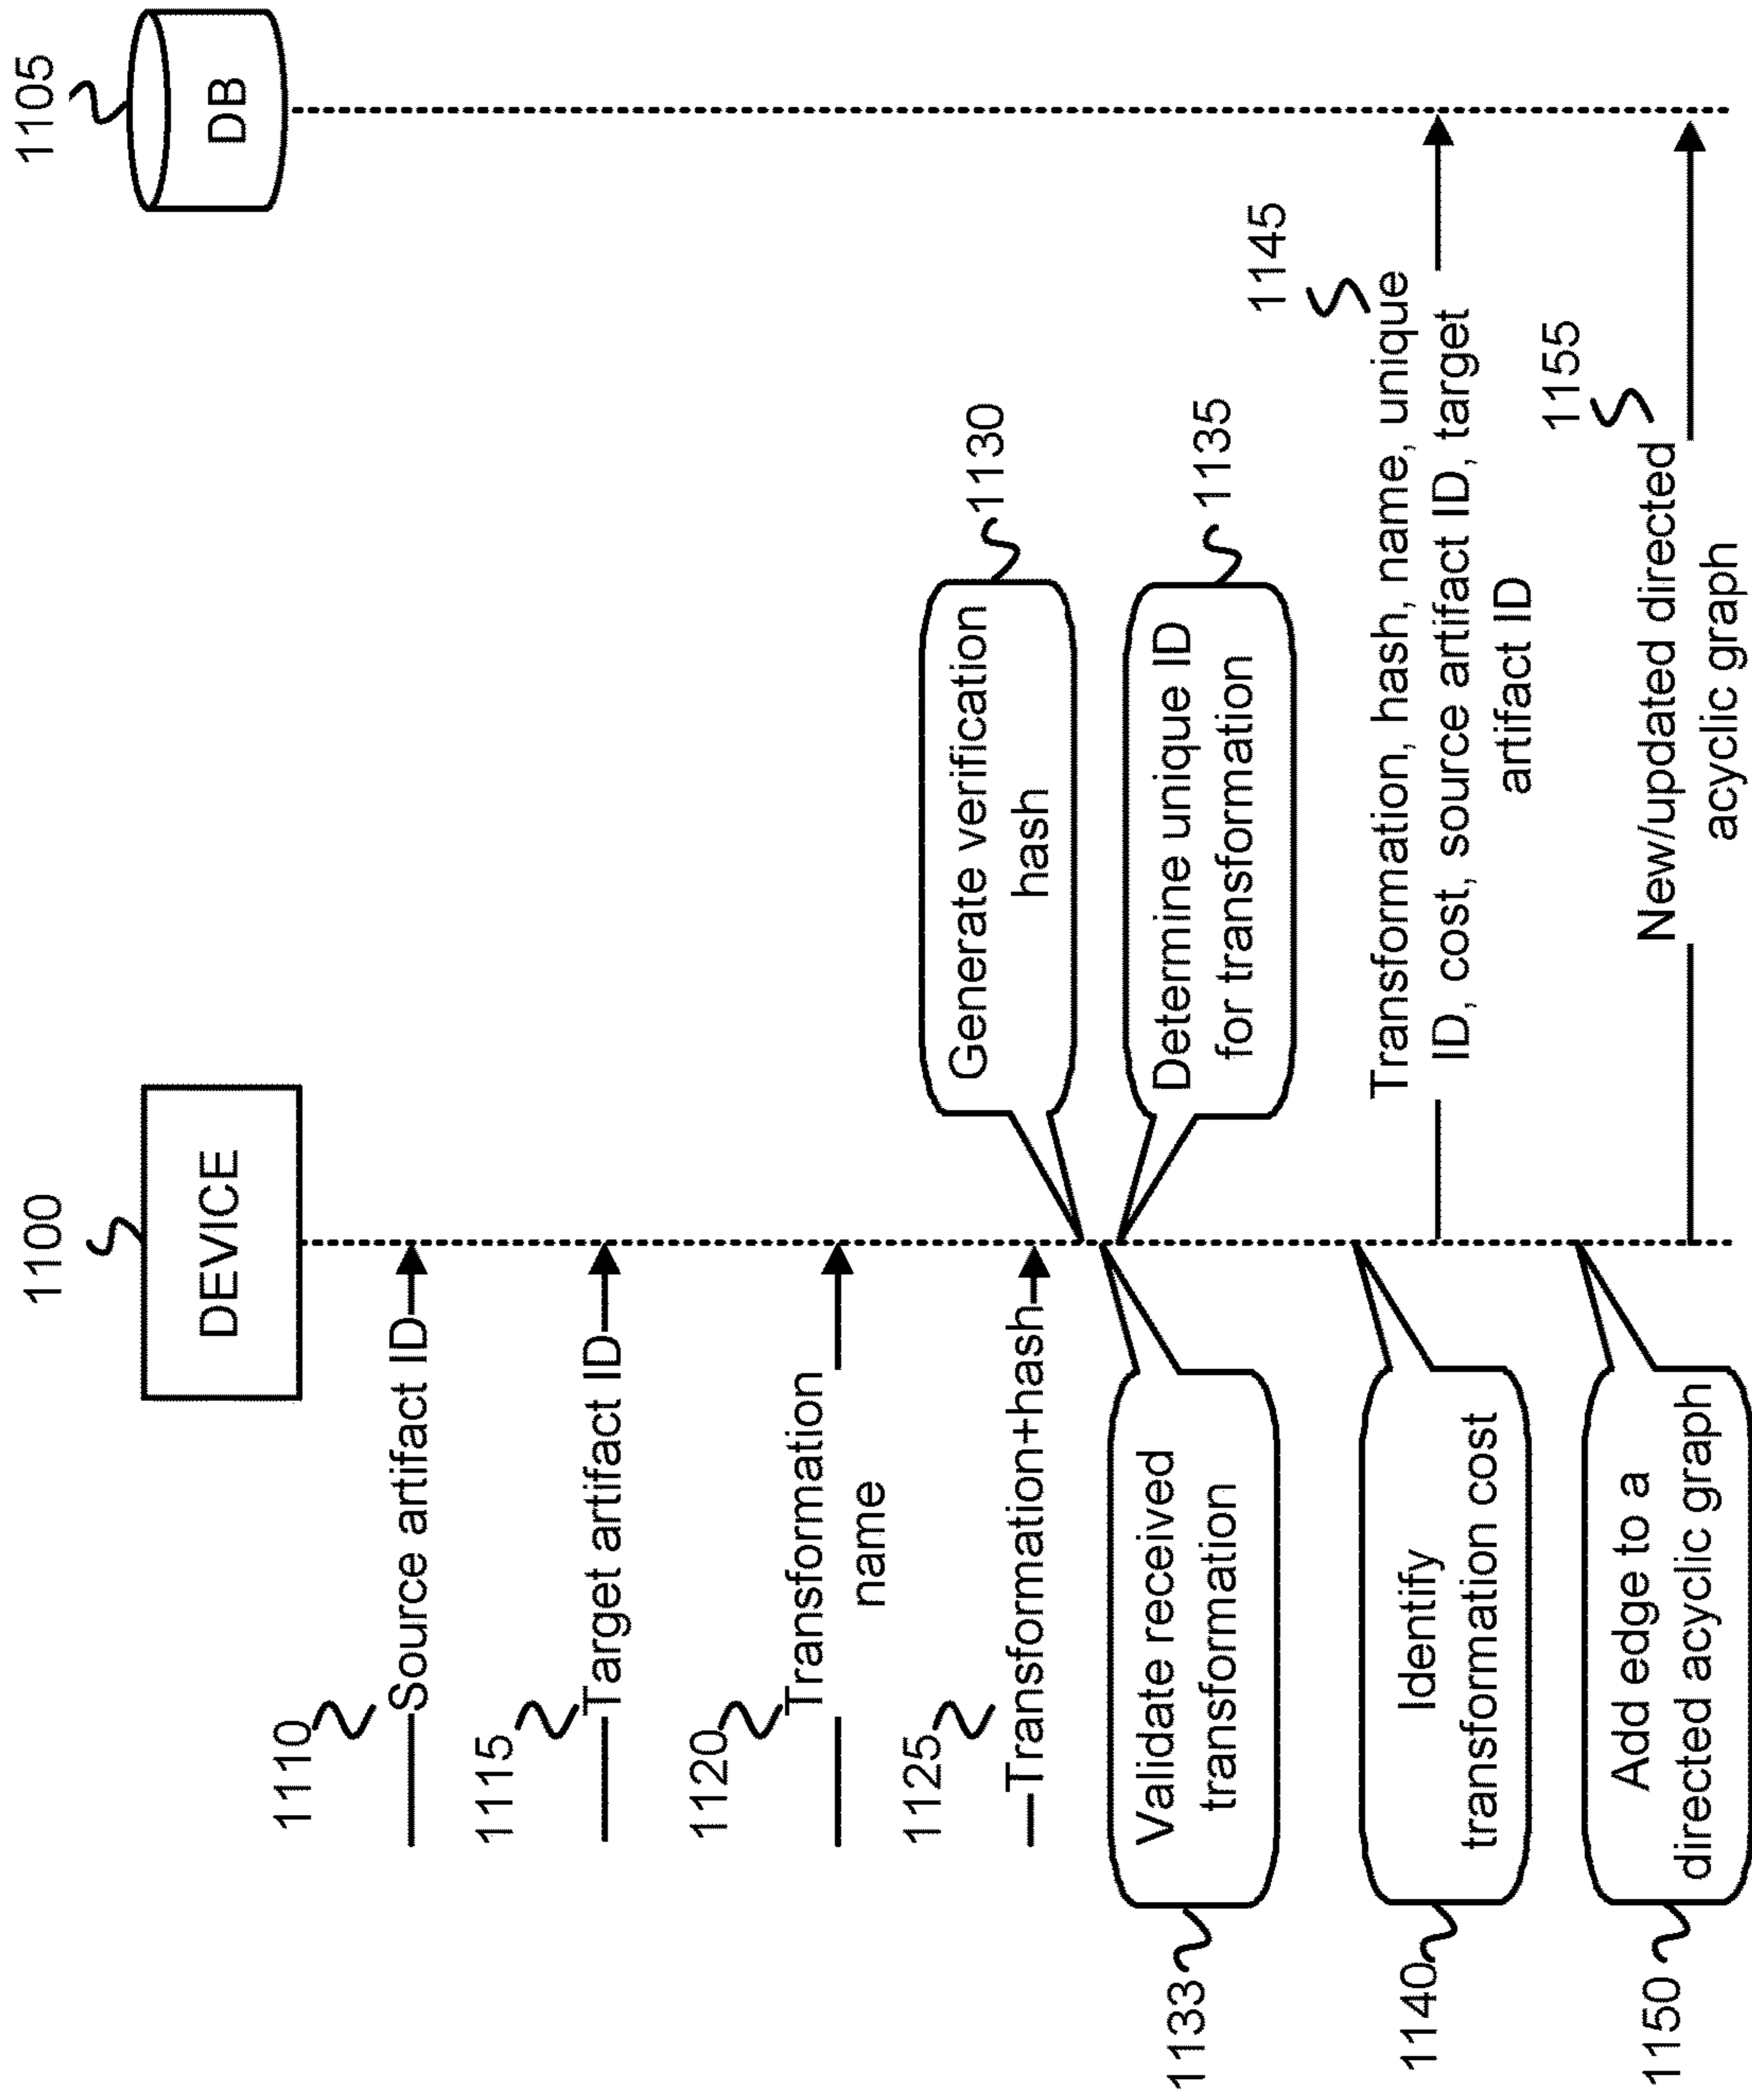 1100
DEVICE
1105
DB
1110
Source artifact ID
1115
Target artifact ID
1120
Transformation
name
1125
Transformation+hash
Generate verification
hash
1130
1133
Validate received
transformation
Determine unique ID
for transformation
1135
1140
Identify
transformation cost
1145
Transformation, hash, name, unique
ID, cost, source artifact ID, target
artifact ID
1150
Add edge to a
directed acyclic graph
1155
New/updated directed
acyclic graph